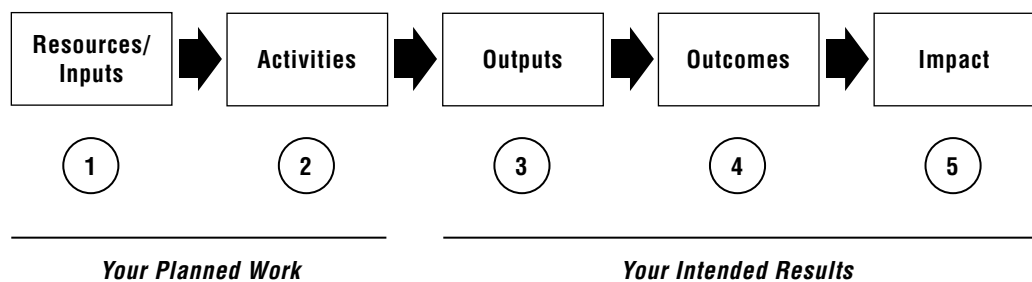 Resources/
Inputs
Activities
Outputs
Outcomes
Impact
1
2
3
4
5
Your Planned Work
Your Intended Results